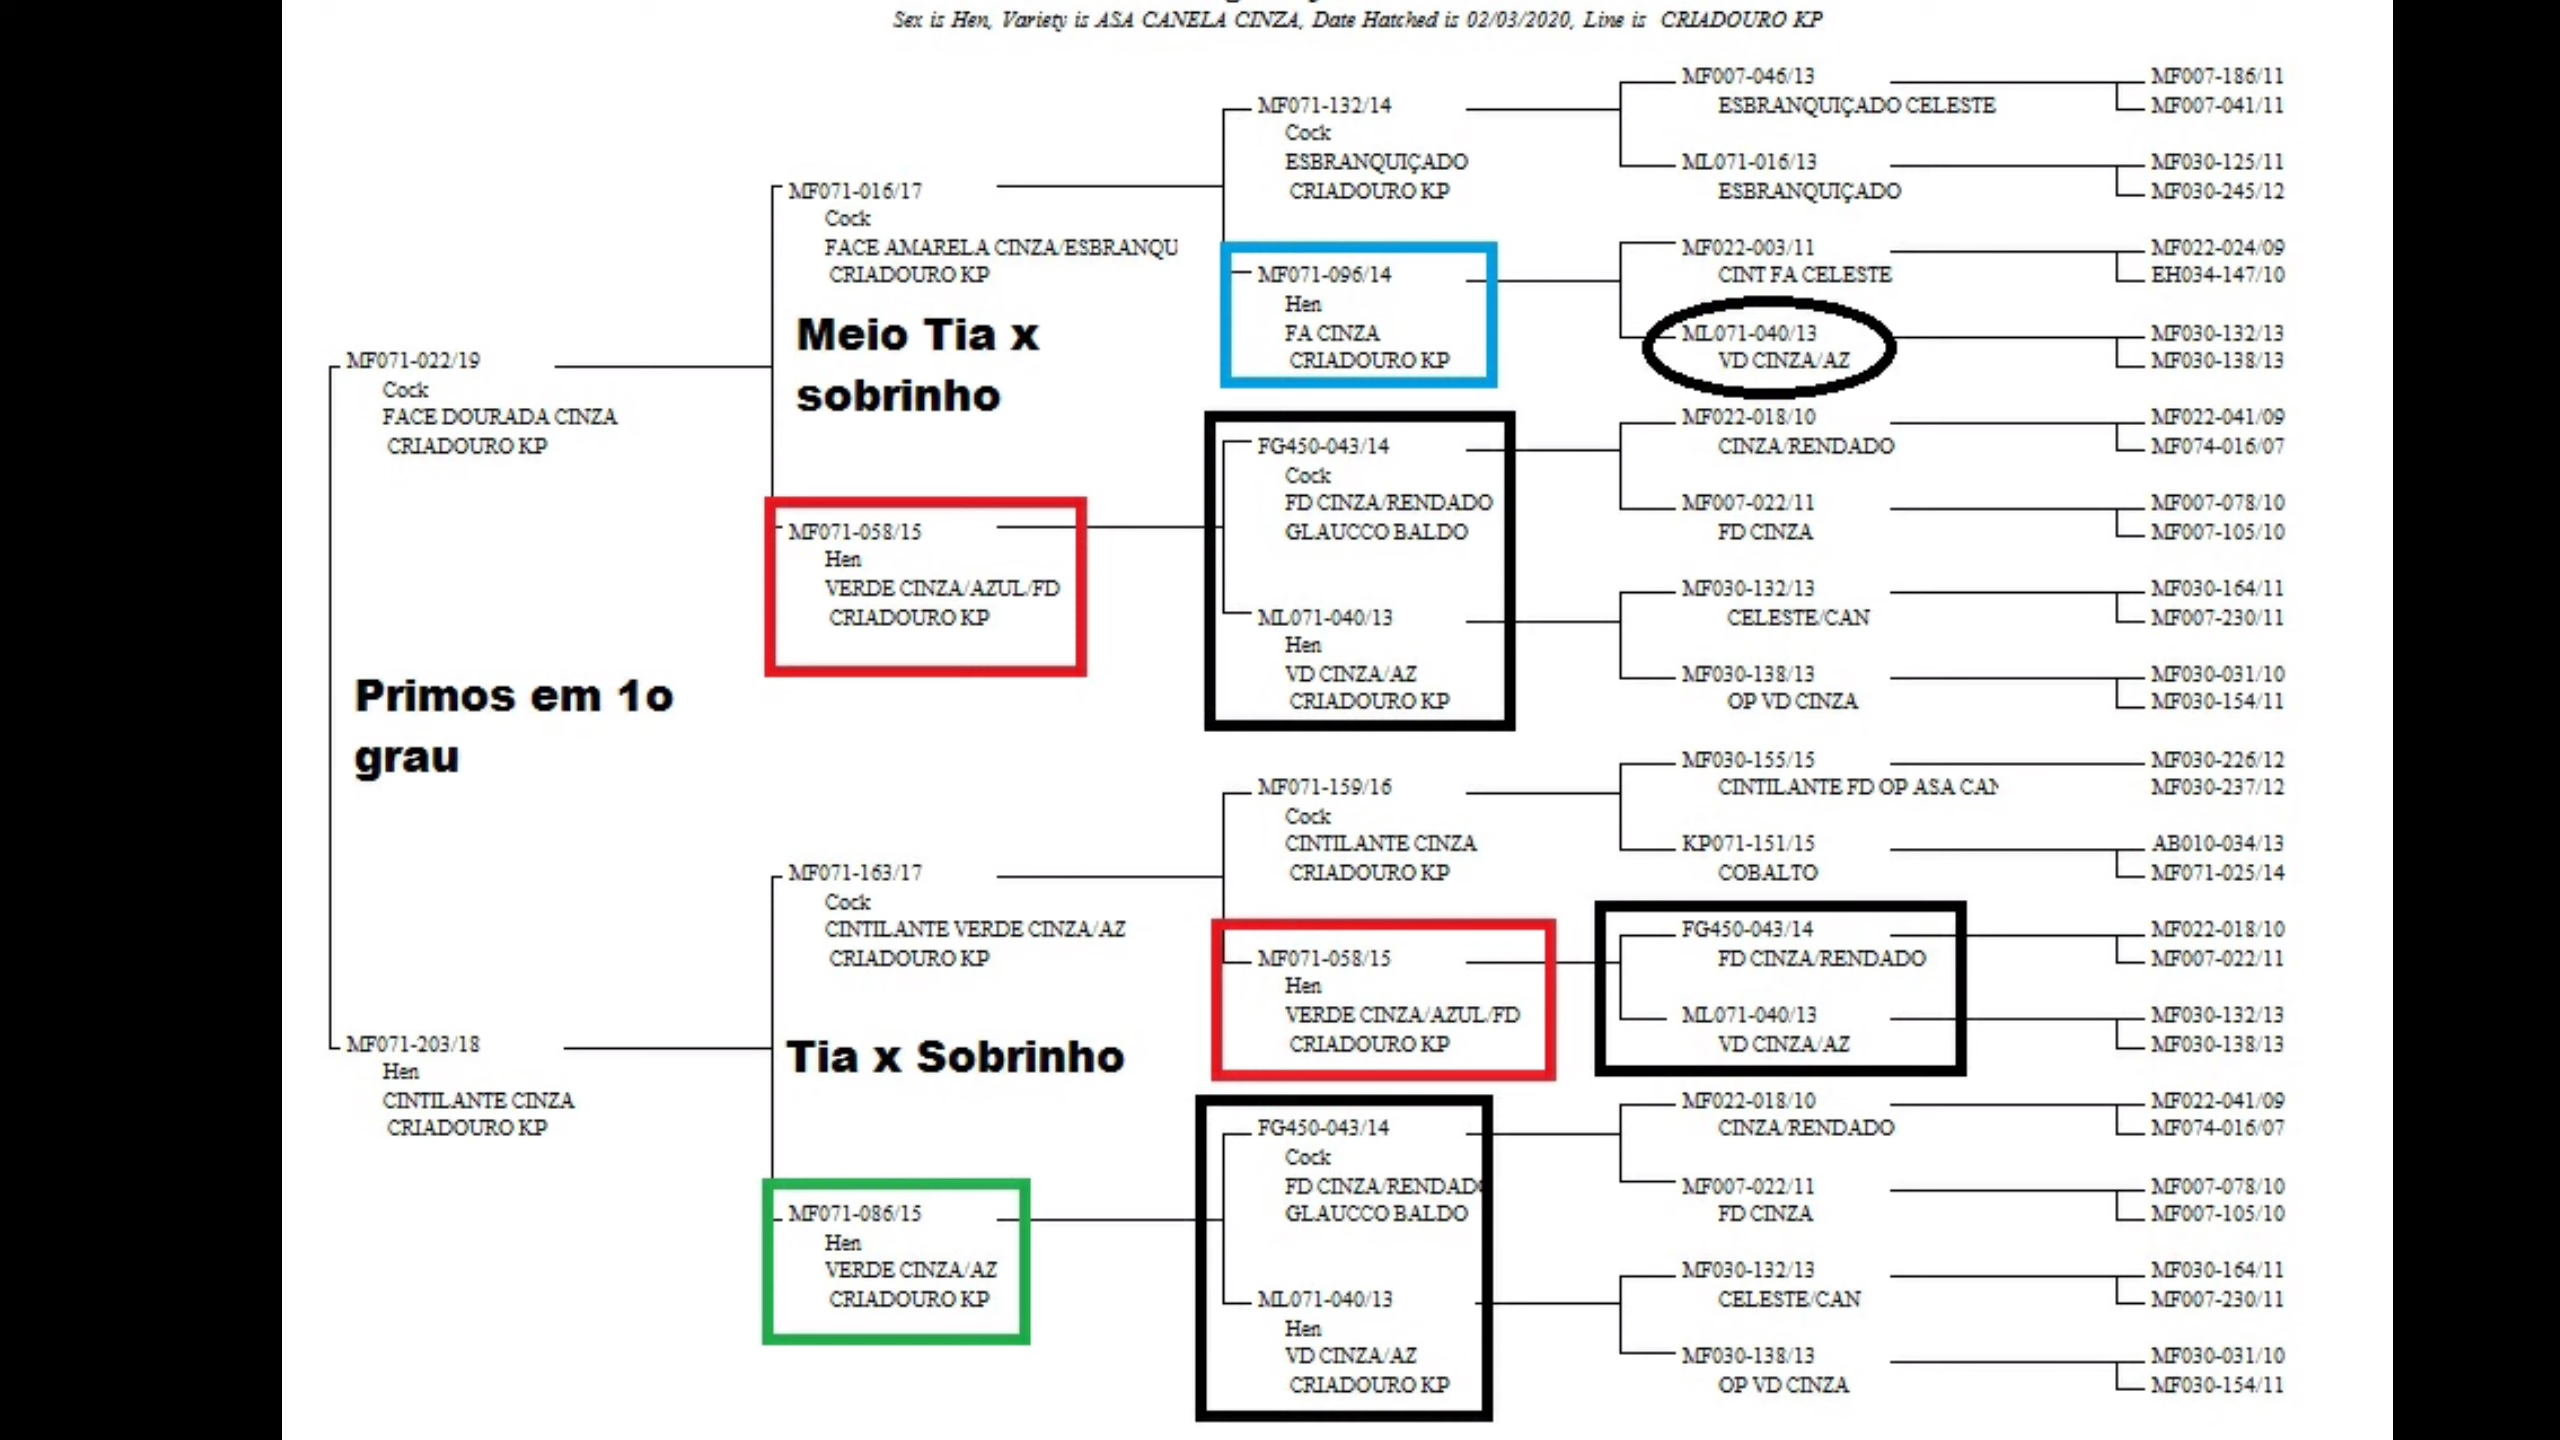 Sex is Hen, Variety is ASA CANELA CINZA, Date Hatched is 02/03/2020, Line is CRIADOURO KP
MF071-022/19
Cock
FACE DOURADA CINZA
CRIADOURO KP
Primos em 1o
grau
MF071-203/18
Hen
CINTILANTE CINZA
CRIADOURO KP
MF071-016/17
Cock
FACE AMARELA CINZA/ESBRANQU
CRIADOURO KP
Meio Tia x
sobrinho
MF071-058/15
Hen
VERDE CINZA/AZUL/FD
CRIADOURO KP
MF071-163/17
Cock
CINTILANTE VERDE CINZA/AZ
CRIADOURO KP
Tia x Sobrinho
MF071-086/15
Hen
VERDE CINZA/AZ
CRIADOURO KP
MF071-132/14
Cock
ESBRANQUIÇADO
CRIADOURO KP
MF071-096/14
Hen
FA CINZA
CRIADOURO KP
FG450-043/14
Cock
FD CINZA/RENDADO
GLAUCCO BALDO
ML071-040/13
Hen
VD CINZA/AZ
CRIADOURO KP
MF071-159/16
Cock
CINTILANTE CINZA
CRIADOURO KP
MF071-058/15
Hen
VERDE CINZA/AZUL/FD
CRIADOURO KP
FG450-043/14
Cock
FD CINZA/RENDADO
GLAUCCO BALDO
ML071-040/13
Hen
VD CINZA/AZ
CRIADOURO KP
MF007-046/13
ESBRANQUIÇADO CELESTE
ML071-016/13
ESBRANQUIÇADO
MF022-003/11
CINT FA CELESTE
ML071-040/13
VD CINZA/AZ
MF022-018/10
CINZA/RENDADO
MF007-022/11
FD CINZA
MF030-132/13
CELESTE/CAN
MF030-138/13
OP VD CINZA
MF030-155/15
CINTILANTE FD OP ASA CAN
KP071-151/15
COBALTO
FG450-043/14
FD CINZA/RENDADO
ML071-040/13
VD CINZA/AZ
MF022-018/10
CINZA/RENDADO
MF007-022/11
FD CINZA
MF030-132/13
CELESTE/CAN
MF030-138/13
OP VD CINZA
MF007-186/11
MF007-041/11
MF030-125/11
MF030-245/12
MF022-024/09
EH034-147/10
MF030-132/13
MF030-138/13
MF022-041/09
MF074-016/07
MF007-078/10
MF007-105/10
MF030-164/11
MF007-230/11
MF030-031/10
MF030-154/11
MF030-226/12
MF030-237/12
AB010-034/13
MF071-025/14
MF022-018/10
MF007-022/11
MF030-132/13
MF030-138/13
MF022-041/09
MF074-016/07
MF007-078/10
MF007-105/10
MF030-164/11
MF007-230/11
MF030-031/10
MF030-154/11